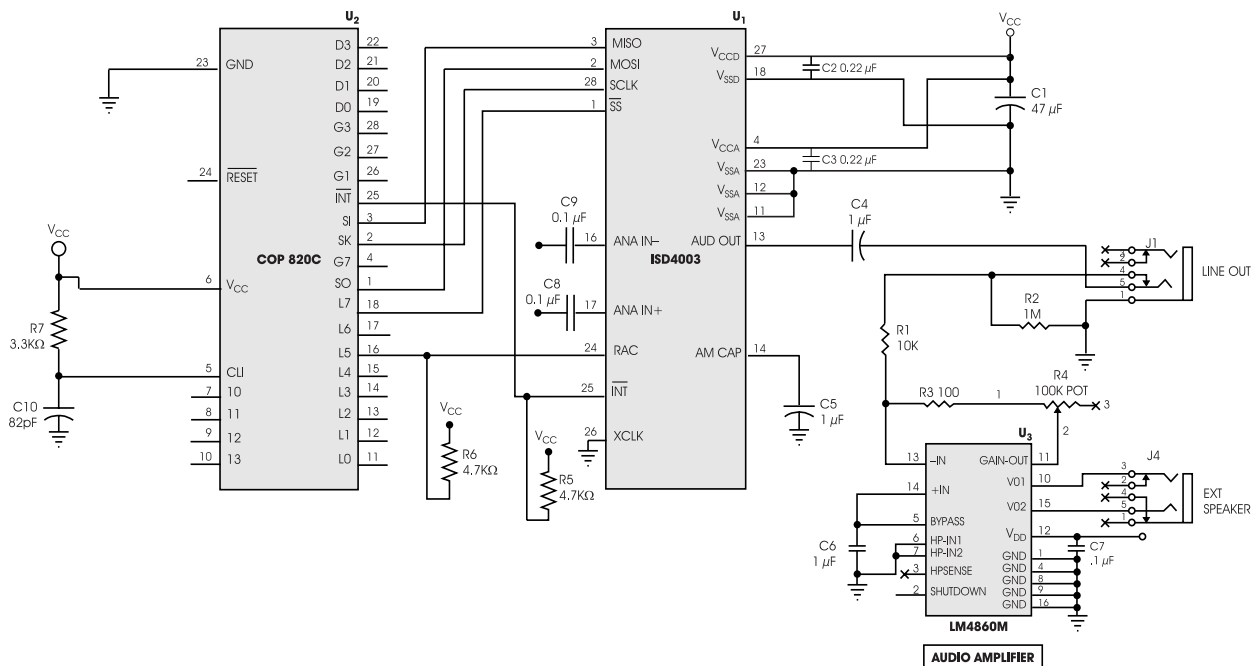 U2
COP 820C
23 GND
24 RESET
VCC
R7
3.3KΩ
6 VCC
5 CLI
C10
82pF
7 10
8 11
9 12
10 13
D3 22
D2 21
D1 20
D0 19
G3 28
G2 27
G1 26
INT 25
SI 3
SK 2
G7 4
SO 1
L7 18
L6 17
L5 16
L4 15
L3 14
L2 13
L1 12
L0 11
VCC
R6
4.7KΩ
VCC
R5
4.7KΩ
U1
ISD4003
3 MISO
2 MOSI
28 SCLK
1 SS
C9
0.1 µF
16 ANA IN-
C8
0.1 µF
17 ANA IN+
24 RAC
25 INT
26 XCLK
VCCD 27
VSSD 18
VCCA 4
VSSA 23
VSSA 12
VSSA 11
AUD OUT 13
AM CAP 14
C2 0.22 µF
C3 0.22 µF
VCC
C1
47 µF
C4
1 µF
C5
1 µF
J1
2
4
5
1
LINE OUT
R2
1M
R1
10K
R3 100
1
R4
100K POT
3
2
U3
13 –IN
14 +IN
5 BYPASS
6 HP-IN1
7 HP-IN2
3 HPSENSE
2 SHUTDOWN
GAIN-OUT 11
V01 10
V02 15
VDD 12
GND 1
GND 4
GND 8
GND 9
GND 16
C6
1 µF
C7
.1 µF
J4
3
2
4
5
1
EXT
SPEAKER
LM4860M
AUDIO AMPLIFIER